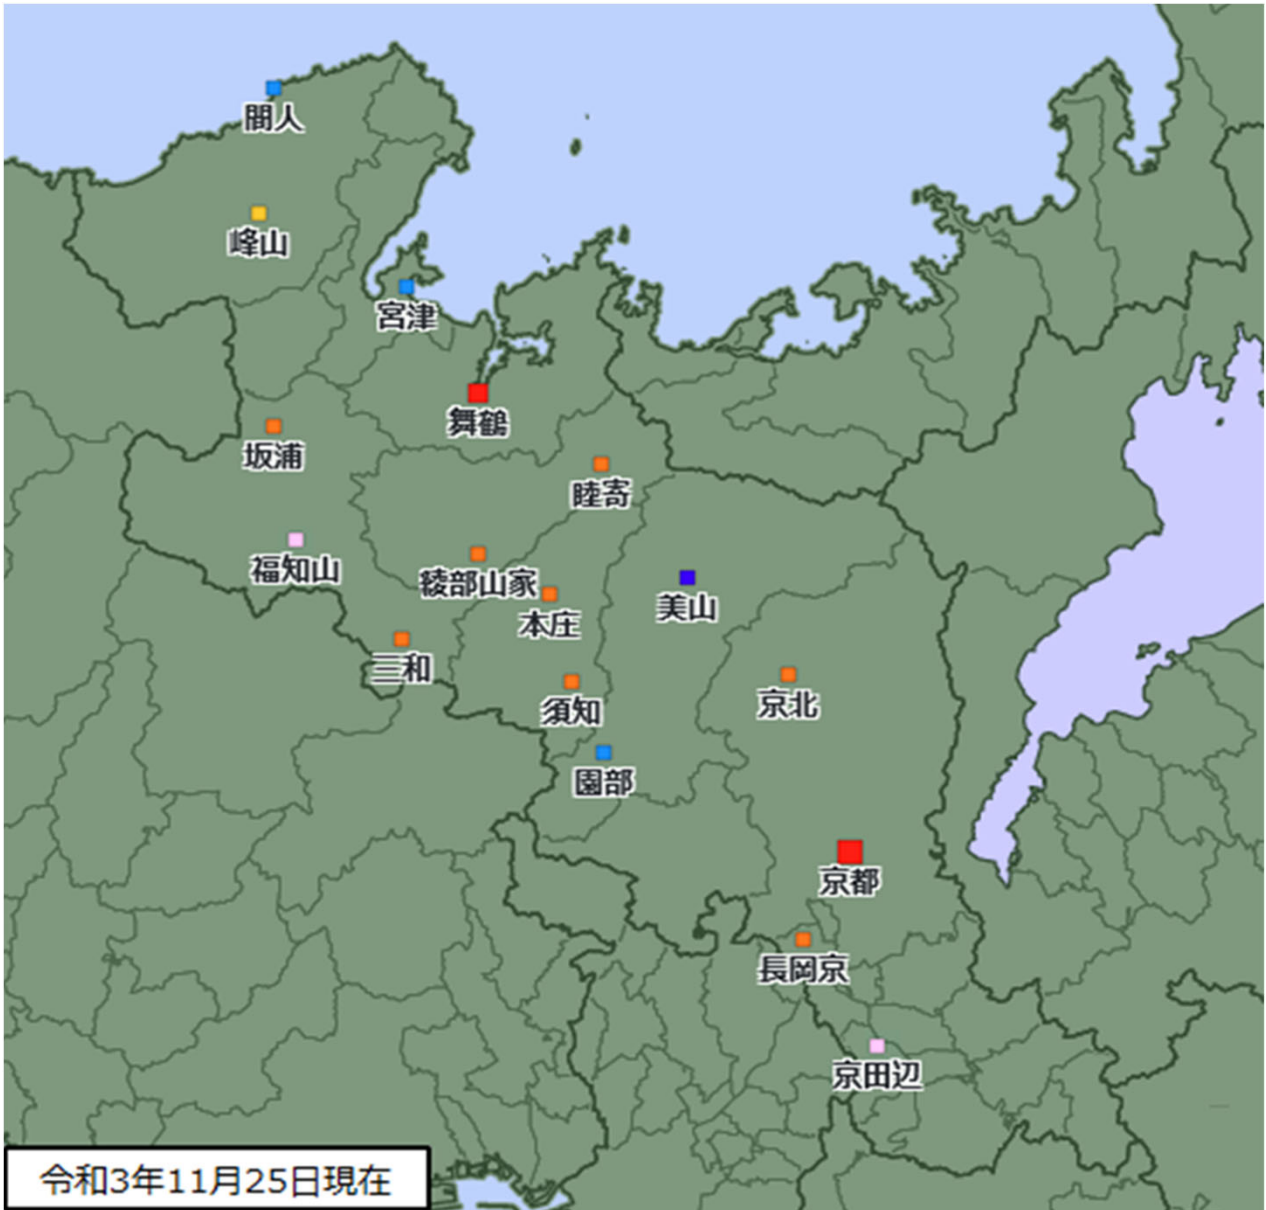 間人
峰山
宮津
舞鶴
坂浦
睦寄
福知山
綾部山家
本庄
美山
三和
須知
京北
園部
京都
長岡京
京田辺
令和3年11月25日現在